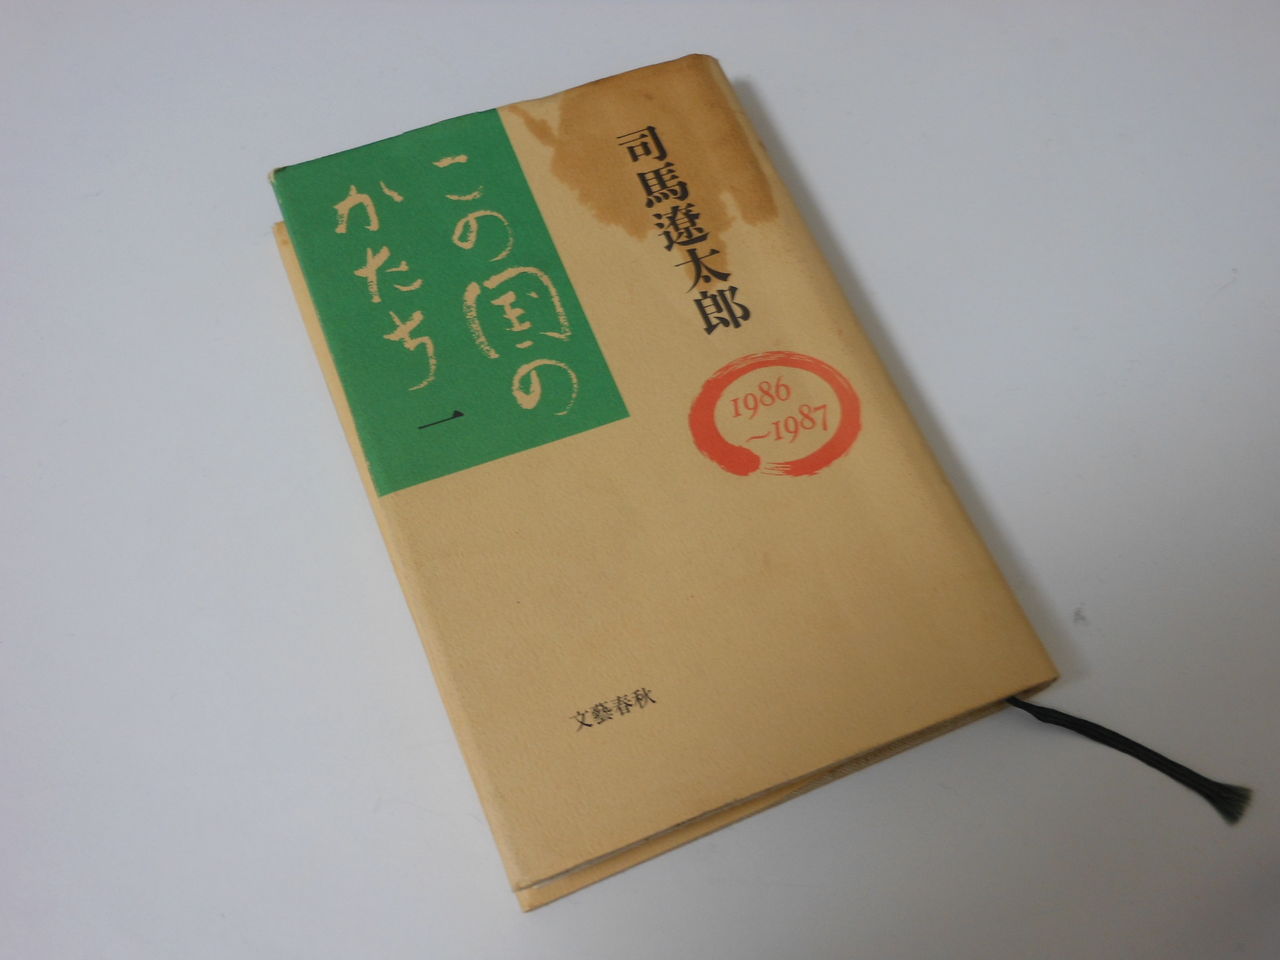 司馬遼太郎
この国の
かたち
一
1986
〜1987
文藝春秋